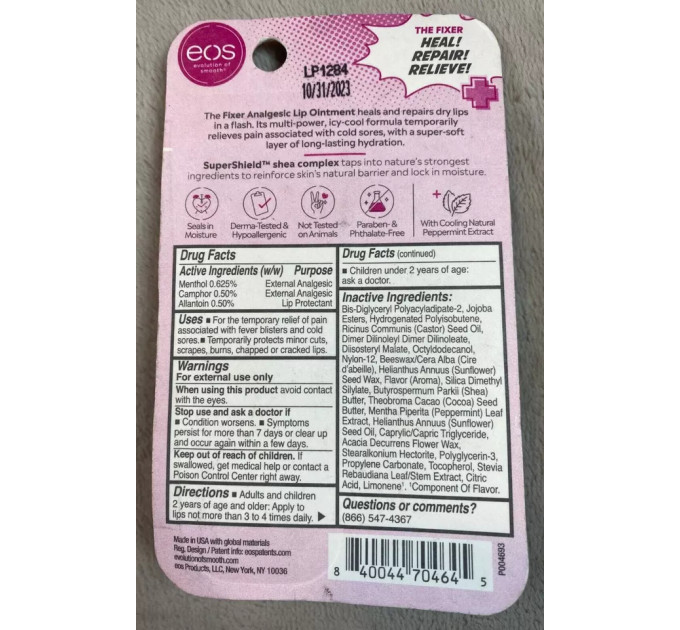 eos
evolution of
smooth®
LP1284
10/31/2023
THE FIXER
HEAL!
REPAIR!
RELIEVE!
The Fixer Analgesic Lip Ointment heals and repairs dry lips
in a flash. Its multi-power, icy-cool formula temporarily
relieves pain associated with cold sores, with a super-soft
layer of long-lasting hydration.
SuperShield™ shea complex taps into nature's strongest
ingredients to reinforce skin's natural barrier and lock in moisture.
Seals in
Moisture
Derma-Tested &
Hypoallergenic
Not Tested
on Animals
Paraben- &
Phthalate-Free
+
With Cooling Natural
Peppermint Extract
Drug Facts
Active Ingredients (w/w) Purpose
Menthol 0.625% External Analgesic
Camphor 0.50% External Analgesic
Allantoin 0.50% Lip Protectant
Uses ■ For the temporary relief of pain
associated with fever blisters and cold
sores. ■ Temporarily protects minor cuts,
scrapes, burns, chapped or cracked lips.
Warnings
For external use only
When using this product avoid contact
with the eyes.
Stop use and ask a doctor if
■ Condition worsens. ■ Symptoms
persist for more than 7 days or clear up
and occur again within a few days.
Keep out of reach of children. If
swallowed, get medical help or contact a
Poison Control Center right away.
Directions ■ Adults and children
2 years of age and older: Apply to
lips not more than 3 to 4 times daily. ▶
Drug Facts (continued)
■ Children under 2 years of age:
ask a doctor.
Inactive Ingredients:
Bis-Diglyceryl Polyacyladipate-2, Jojoba
Esters, Hydrogenated Polyisobutene,
Ricinus Communis (Castor) Seed Oil,
Dimer Dilinoleyl Dimer Dilinoleate,
Diisosteryl Malate, Octyldodecanol,
Nylon-12, Beeswax/Cera Alba (Cire
d'abeille), Helianthus Annuus (Sunflower)
Seed Wax, Flavor (Aroma), Silica Dimethyl
Silylate, Butyrospermum Parkii (Shea)
Butter, Theobroma Cacao (Cocoa) Seed
Butter, Mentha Piperita (Peppermint) Leaf
Extract, Helianthus Annuus (Sunflower)
Seed Oil, Caprylic/Capric Triglyceride,
Acacia Decurrens Flower Wax,
Stearalkonium Hectorite, Polyglycerin-3,
Propylene Carbonate, Tocopherol, Stevia
Rebaudiana Leaf/Stem Extract, Citric
Acid, Limonene¹. ¹Component Of Flavor.
Questions or comments?
(866) 547-4367
Made in USA with global materials
Reg. Design / Patent info: eospatents.com
evolutionofsmooth.com
eos Products, LLC, New York, NY 10036
8 40044 70464 5
P004693